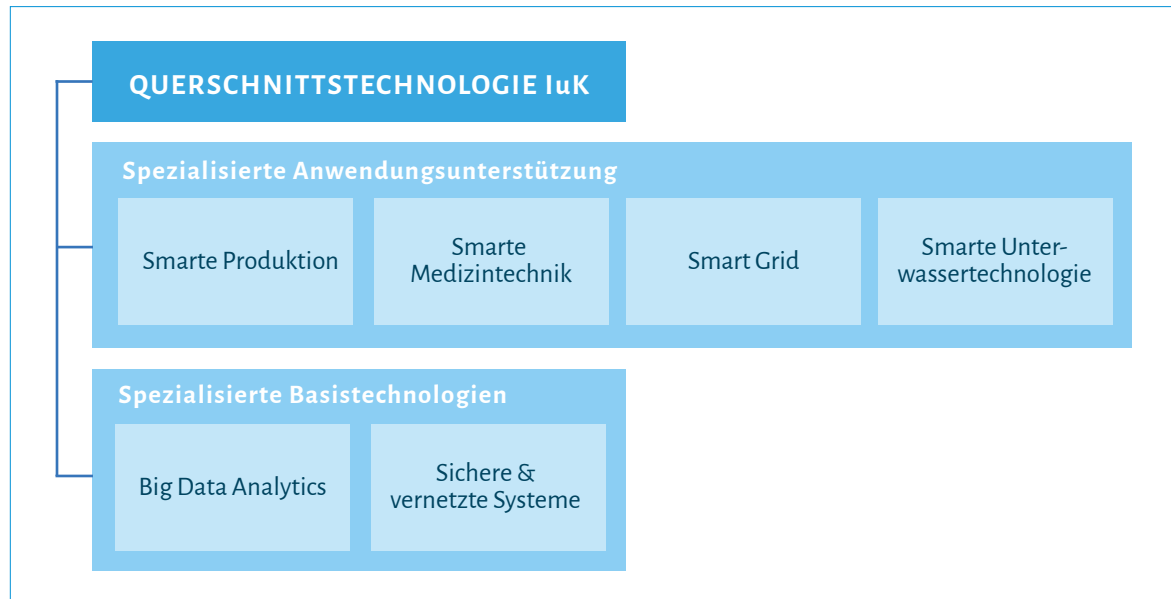 QUERSCHNITTSTECHNOLOGIE IuK
Spezialisierte Anwendungsunterstützung
Smarte Produktion
Smarte
Medizintechnik
Smart Grid
Smarte Unter-
wassertechnologie
Spezialisierte Basistechnologien
Big Data Analytics
Sichere &
vernetzte Systeme